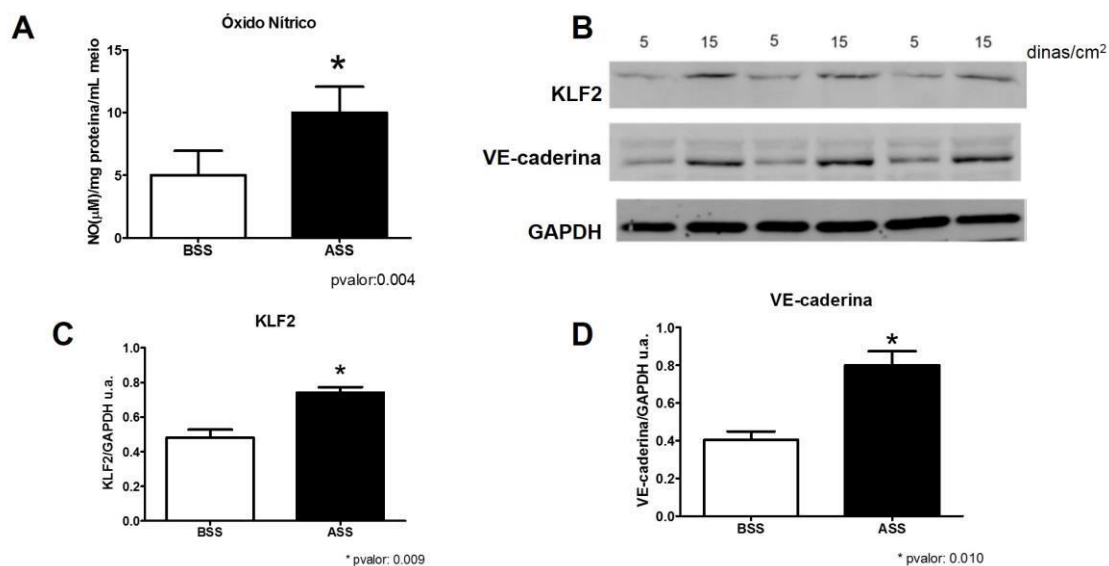 A
Óxido Nítrico
NO(µM)/mg proteina/mL meio
15
10
5
0
*
BSS ASS
pvalor:0.004
B
5 15 5 15 5 15 dinas/cm²
KLF2
VE-caderina
GAPDH
C
KLF2
KLF2/GAPDH u.a.
1.0
0.8
0.6
0.4
0.2
0.0
*
BSS ASS
* pvalor: 0.009
D
VE-caderina
VE-caderina/GAPDH u.a.
1.0
0.8
0.6
0.4
0.2
0.0
*
BSS ASS
* pvalor: 0.010